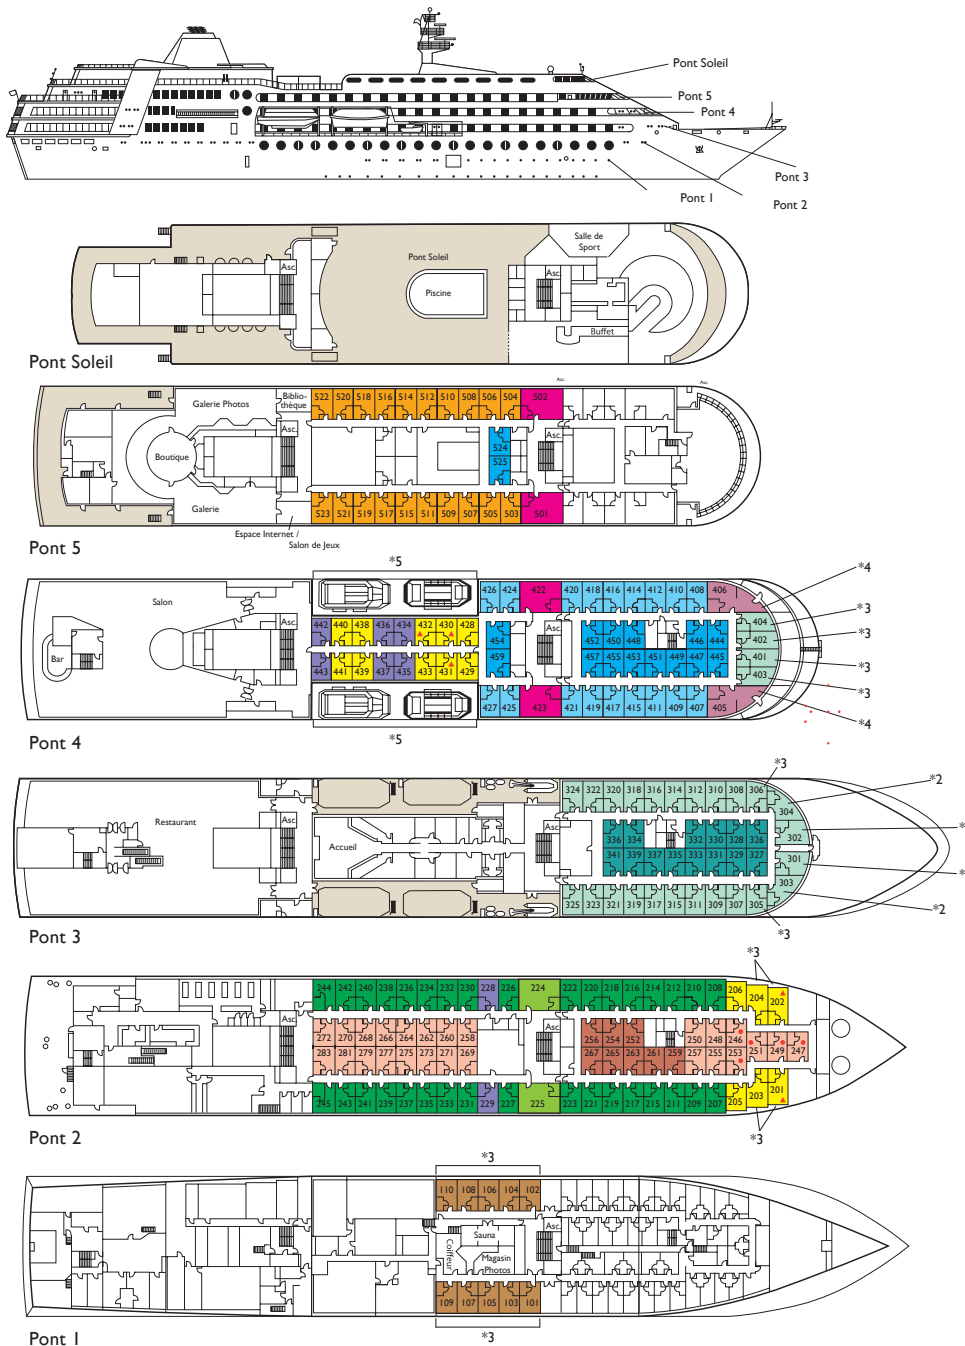 Pont Soleil
Pont 5
Pont 4
Pont 3
Pont 1
Pont 2
Salle de
Sport
Pont Soleil
Asc.
Asc.
Piscine
Buffet
Pont Soleil
Asc.
Asc.
Galerie Photos
Biblio-
thèque
522 520 518 516 514 512 510 508 506 504 502
Asc.
Asc.
524
Boutique
525
Galerie
523 521 519 517 515 511 509 507 505 503 501
Espace Internet /
Salon de Jeux
Pont 5
*5
*4
Salon
426 424 422 420 418 416 414 412 410 408 406
*3
404
442 440 438 436 434 432 430 428
Asc.
454 452 450 448 446 444
402
*3
Bar
401
443 441 439 437 435 433 431 429
459 457 455 453 451 449 447 445
403
*3
*3
427 425 423 421 419 417 415 411 409 407 405
*4
*5
Pont 4
*3
*2
324 322 320 318 316 314 312 310 308 306
304
Restaurant
Asc.
Accueil
Asc.
336 334 332 330 328 326
302
*
341 339 337 335 333 331 329 327
301
*
303
325 323 321 319 317 315 311 309 307 305
*2
*3
Pont 3
*3
244 242 240 238 236 234 232 230 228 226 224 222 220 218 216 214 212 210 208 206 204 202
Asc.
Asc.
272 270 268 266 264 262 260 258
256 254 252 250 248 246
283 281 279 277 275 273 271 269
267 265 263 261 259 257 255 253 251 249 247
245 243 241 239 237 235 233 231 229 227 225 223 221 219 217 215 211 209 207 205 203 201
*3
Pont 2
*3
110 108 106 104 102
Asc.
Sauna
Coiffeur
Magasin
Photos
109 107 105 103 101
*3
Pont 1